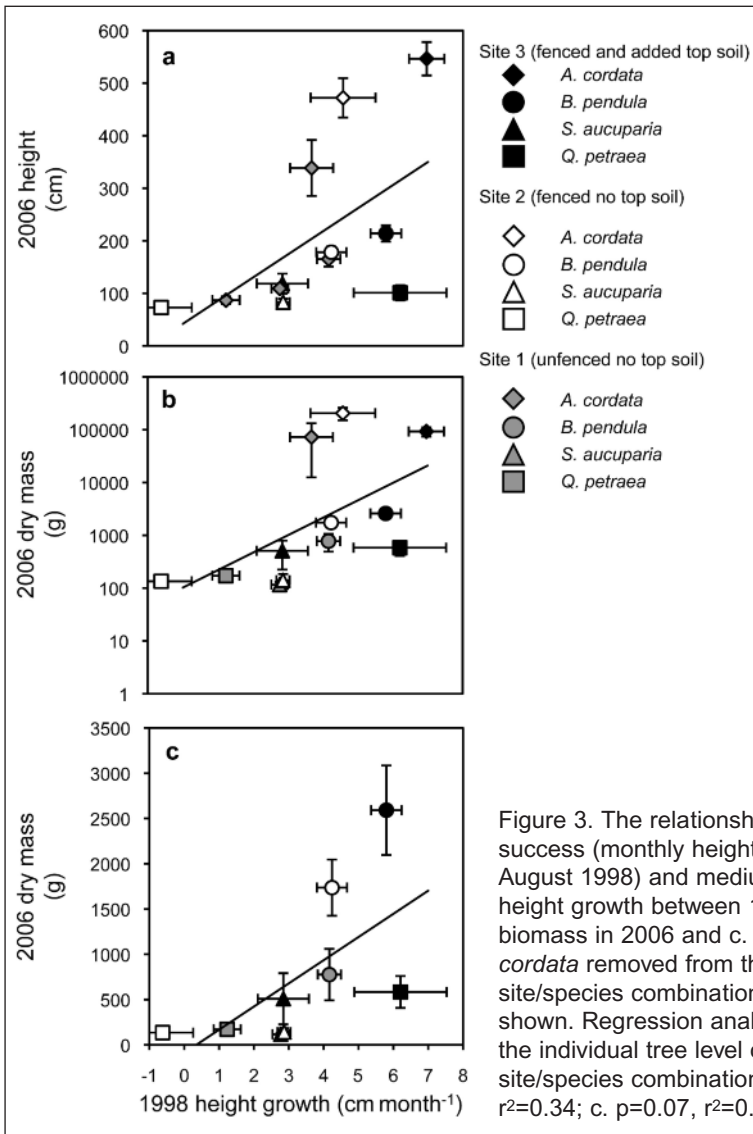 a
600
500
400
300
200
100
0
2006 height
(cm)
b
1000000
100000
10000
1000
100
10
1
2006 dry mass
(g)
c
3500
3000
2500
2000
1500
1000
500
0
2006 dry mass
(g)
-1 0 1 2 3 4 5 6 7 8
1998 height growth (cm month-1)
Site 3 (fenced and added top soil)
A. cordata
B. pendula
S. aucuparia
Q. petraea
Site 2 (fenced no top soil)
A. cordata
B. pendula
S. aucuparia
Q. petraea
Site 1 (unfenced no top soil)
A. cordata
B. pendula
S. aucuparia
Q. petraea
Figure 3. The relationsh
success (monthly height
August 1998) and mediu
height growth between
biomass in 2006 and c.
cordata removed from th
site/species combination
shown. Regression anal
the individual tree level
site/species combination
r²=0.34; c. p=0.07, r²=0.